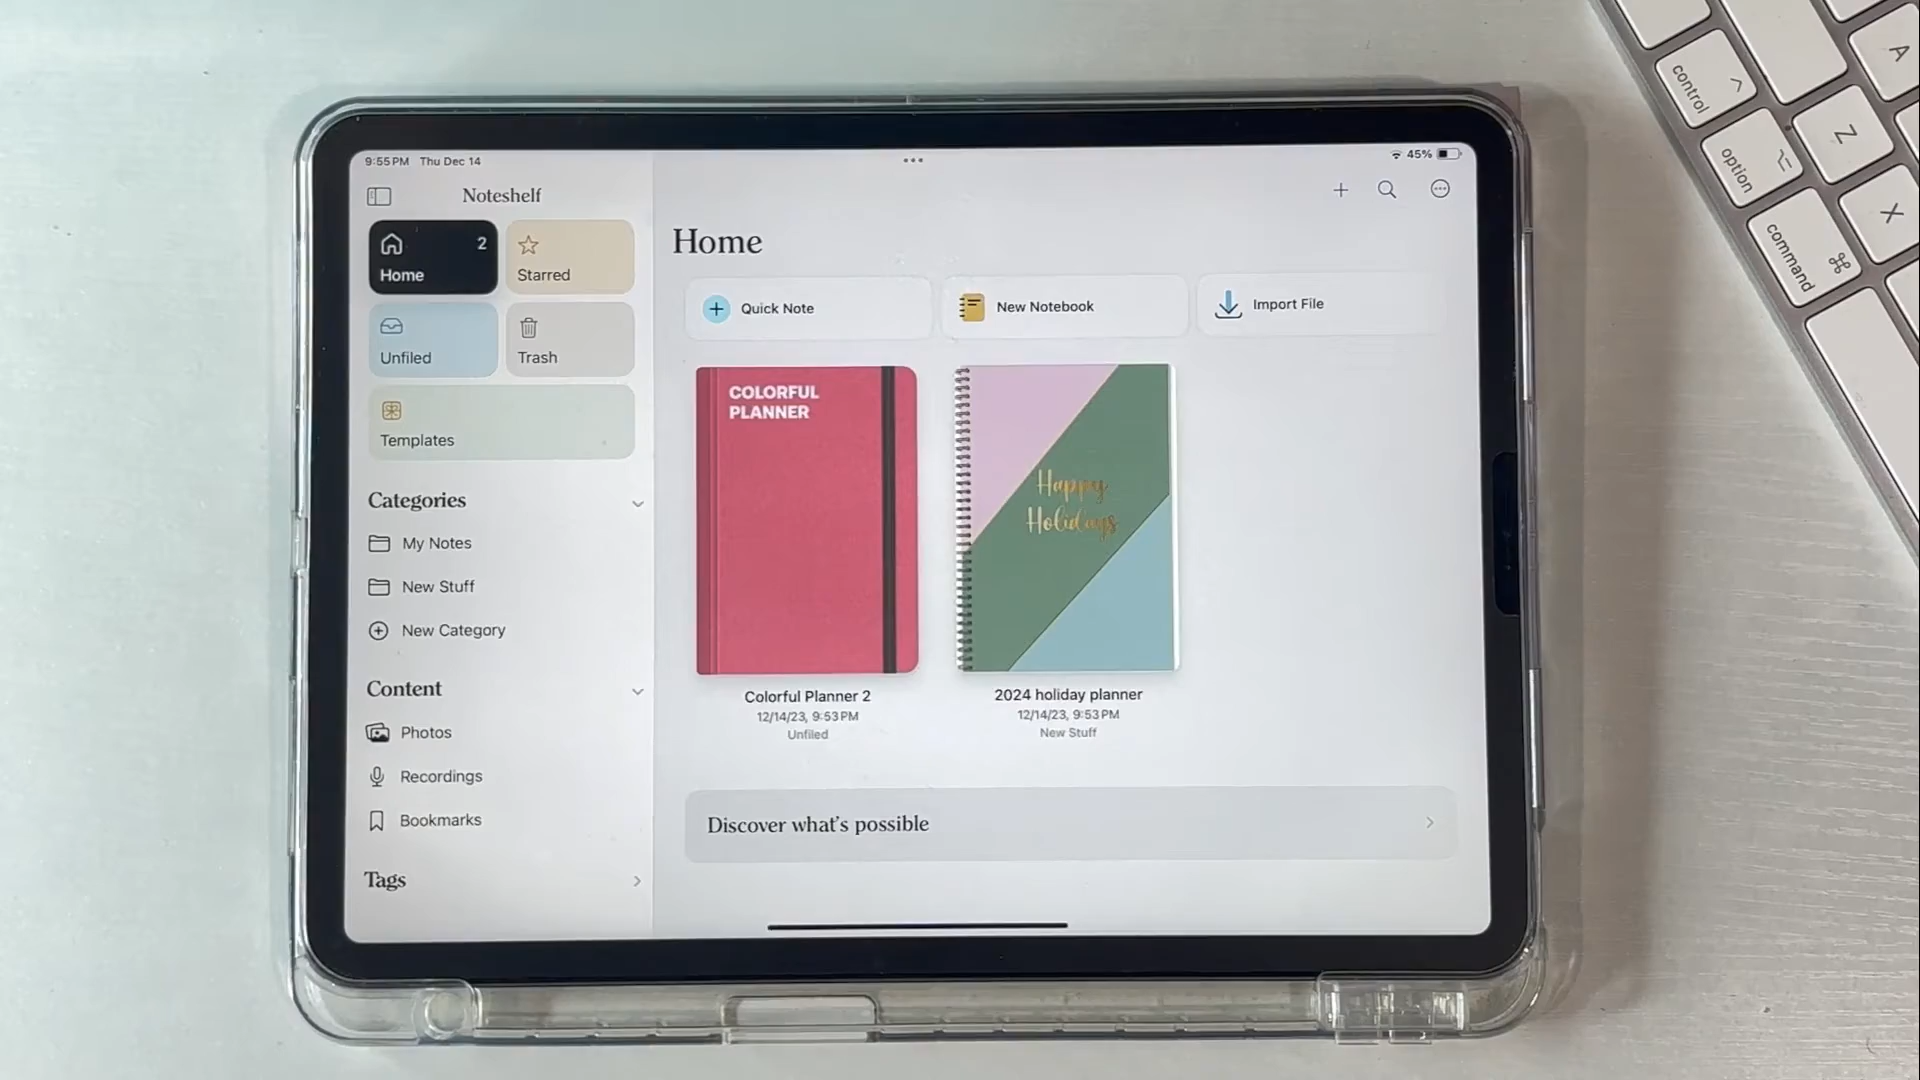 9:55 PM Thu Dec 14
45%
Noteshelf
Home 2
Starred
Unfiled
Trash
Templates
Categories
My Notes
New Stuff
New Category
Content
Photos
Recordings
Bookmarks
Tags
Home
Quick Note
New Notebook
Import File
COLORFUL
PLANNER
Happy
Holidays
Colorful Planner 2
12/14/23, 9:53 PM
Unfiled
2024 holiday planner
12/14/23, 9:53 PM
New Stuff
Discover what's possible
control
option
command
A
Z
X